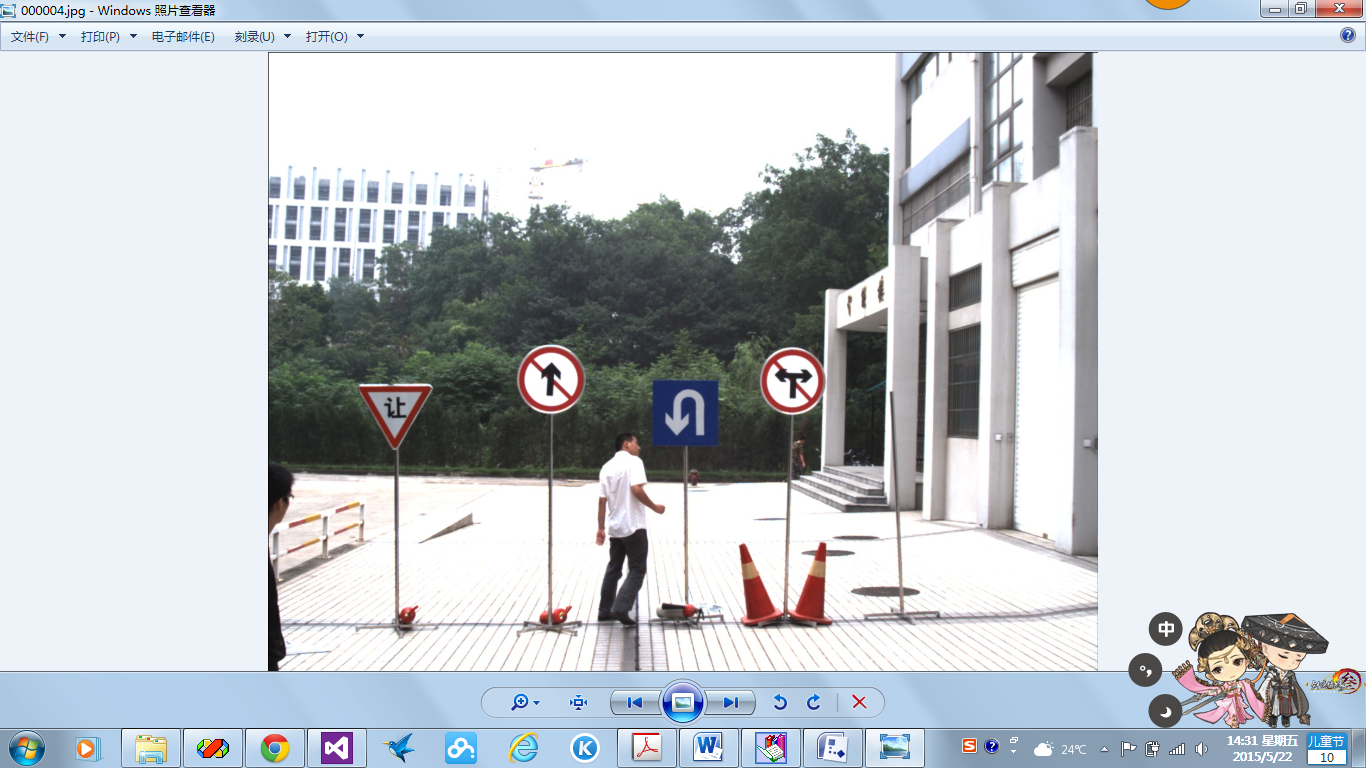 000004.jpg - Windows 照片查看器
文件(F) 打印(P) 电子邮件(E) 刻录(U) 打开(O)
让
中
24℃
14:31 星期五
2015/5/22
儿童节
10